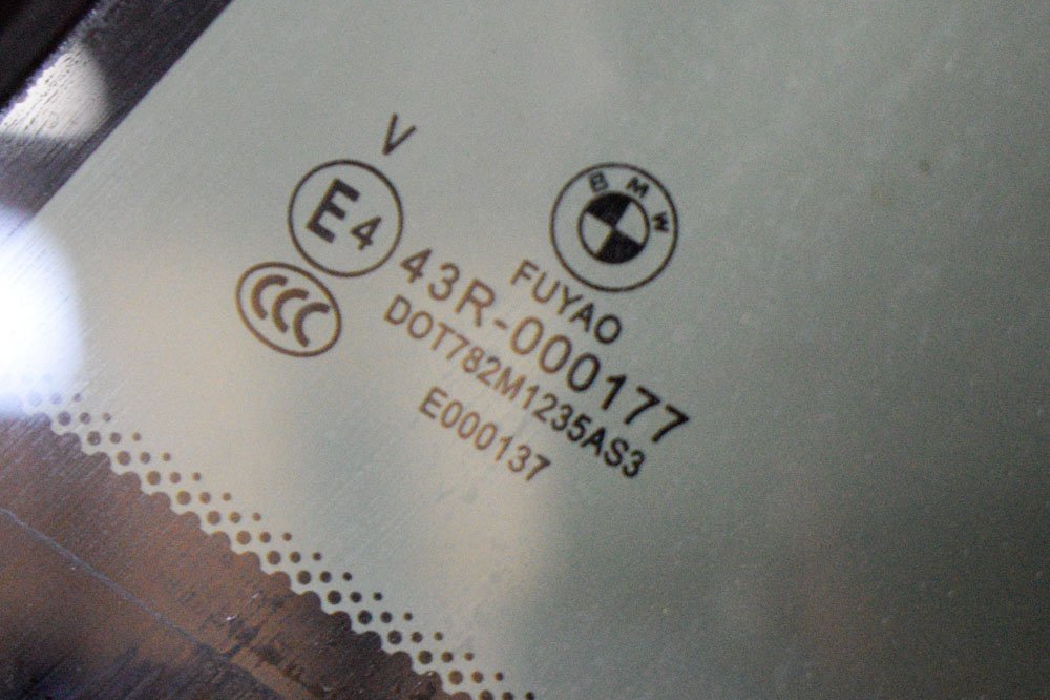 V
BMW
E4
FUYAO
43R-000177
CCC
DOT782M1235AS3
E000137